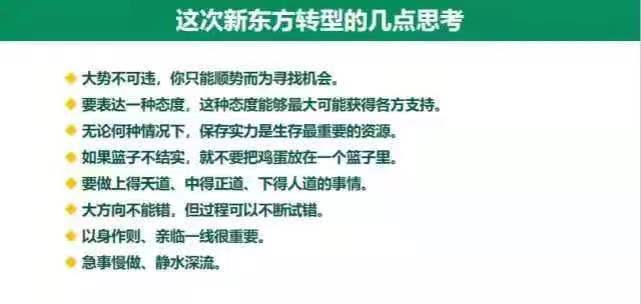 这次新东方转型的几点思考
大势不可违，你只能顺势而为寻找机会。
要表达一种态度，这种态度能够最大可能获得各方支持。
无论何种情况下，保存实力是生存最重要的资源。
如果篮子不结实，就不要把鸡蛋放在一个篮子里。
要做上得天道、中得正道、下得人道的事情。
大方向不能错，但过程可以不断试错。
以身作则、亲临一线很重要。
急事慢做、静水深流。